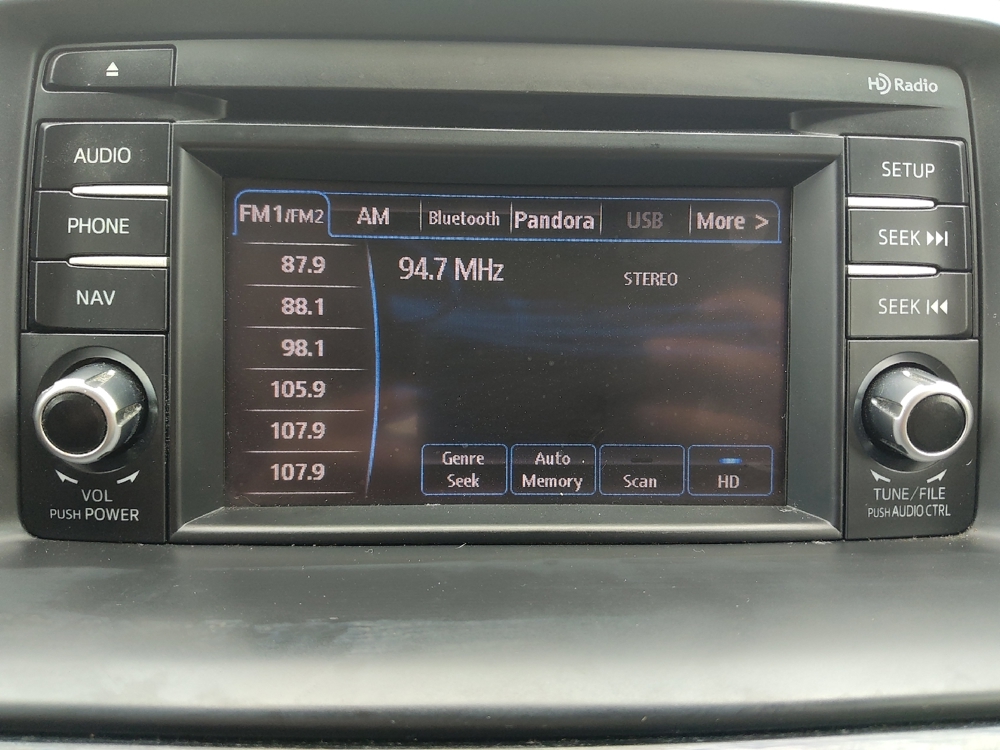 HD Radio
AUDIO
PHONE
NAV
VOL
PUSH POWER
FM1/FM2 AM Bluetooth Pandora USB More >
87.9
88.1
98.1
105.9
107.9
107.9
94.7 MHz STEREO
Genre Seek
Auto Memory
Scan
HD
SETUP
SEEK
SEEK
TUNE/FILE
PUSH AUDIO CTRL